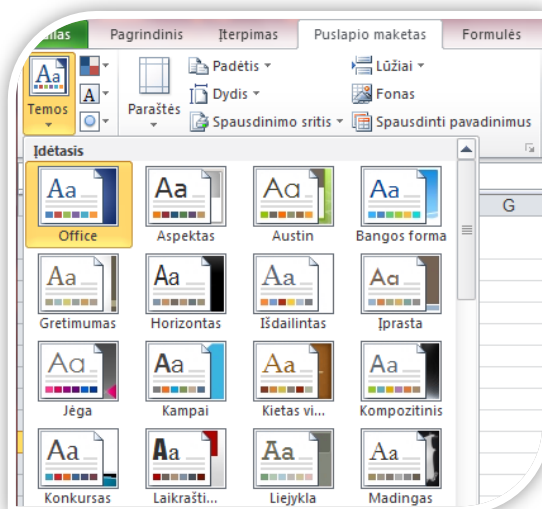 Pagrindinis Įterpimas Puslapio maketas Formulės
Aa Padėtis Lūžiai
Temos A Paraštės Dydis Fonas
Spausdinimo sritis Spausdinti pavadinimus
Įdėtasis
G
Aa Aa Aa Aa
Office Aspektas Austin Bangos forma
Aa Aa Aa Aa
Gretimumas Horizontas Išdailintas Įprasta
Aa Aa Aa Aa
Jėga Kampai Kietas vi... Kompozitinis
Aa Aa Aa Aa
Konkursas Laikrašti... Liejykla Madingas